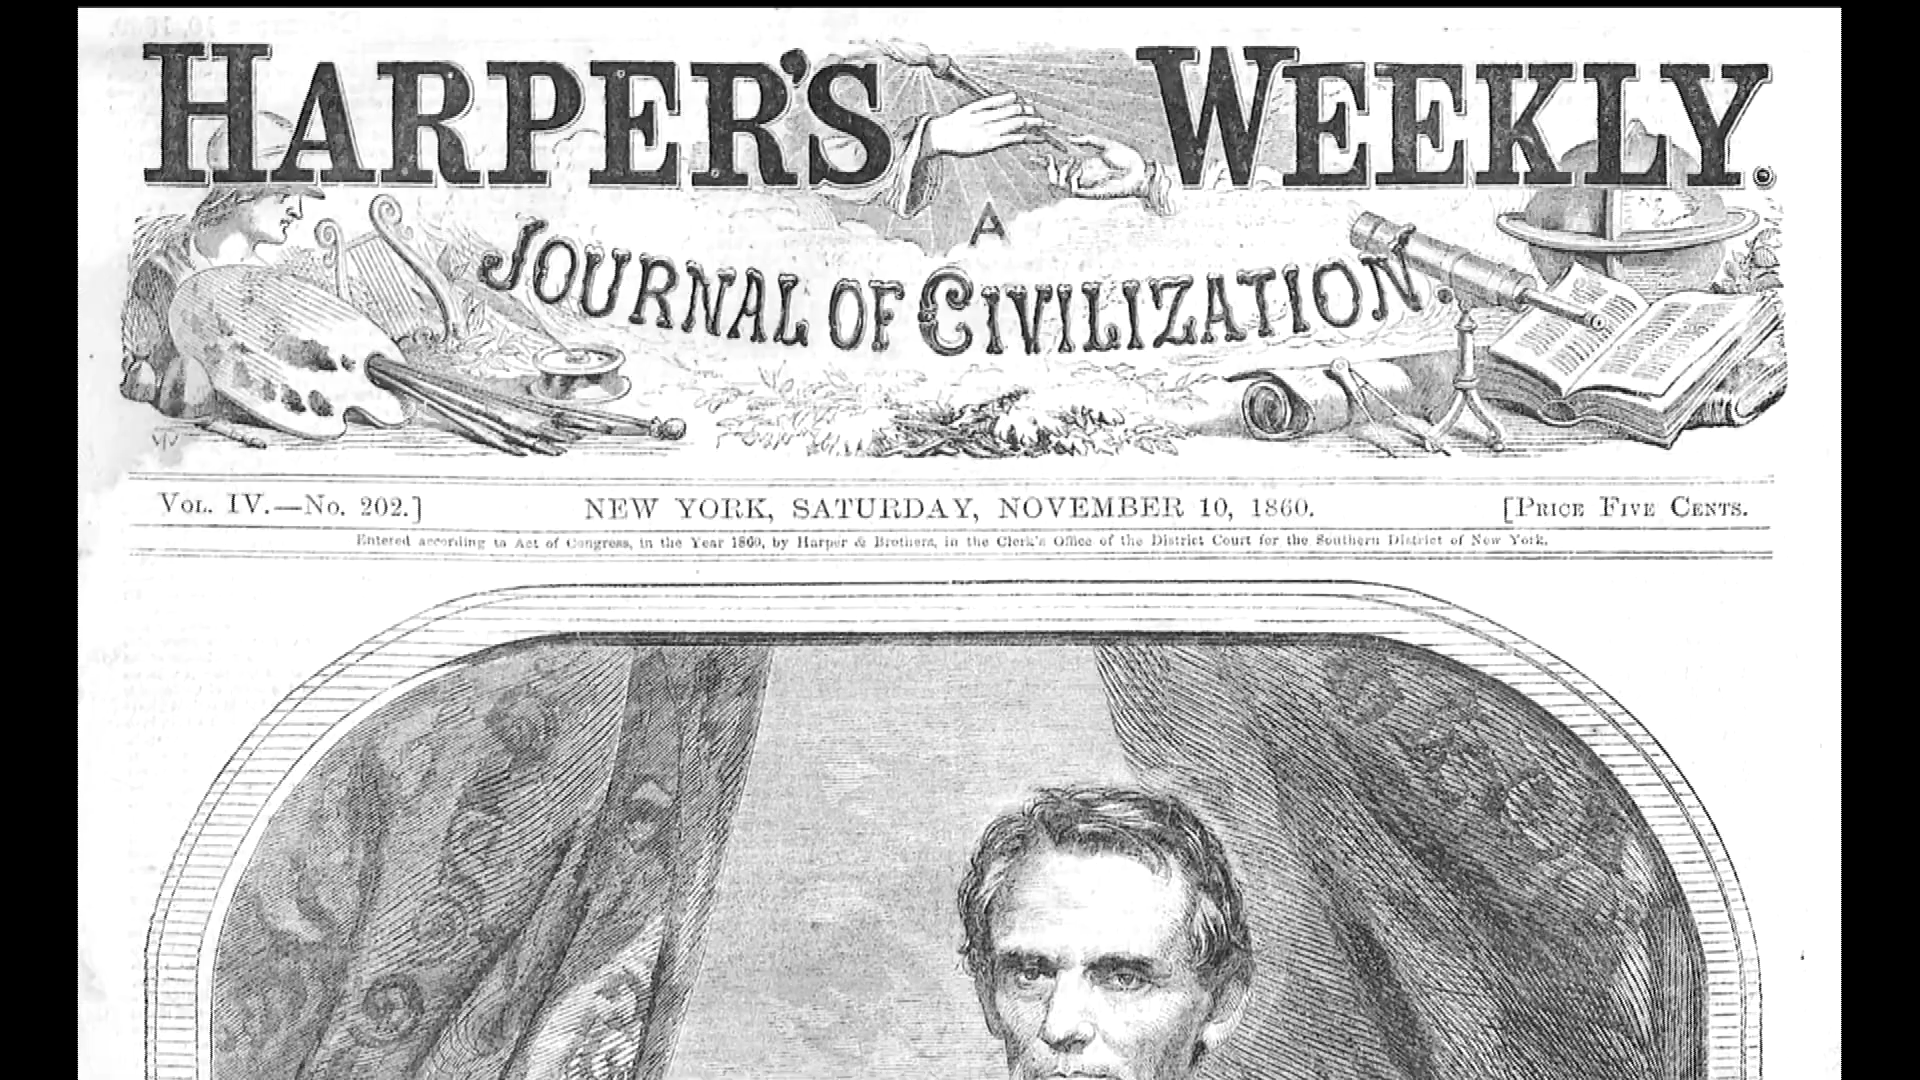 HARPER'S WEEKLY.
A
JOURNAL OF CIVILIZATION.
VOL. IV.—No. 202.] NEW YORK, SATURDAY, NOVEMBER 10, 1860. [PRICE FIVE CENTS.
Entered according to Act of Congress, in the Year 1860, by Harper & Brothers, in the Clerk's Office of the District Court for the Southern District of New York.